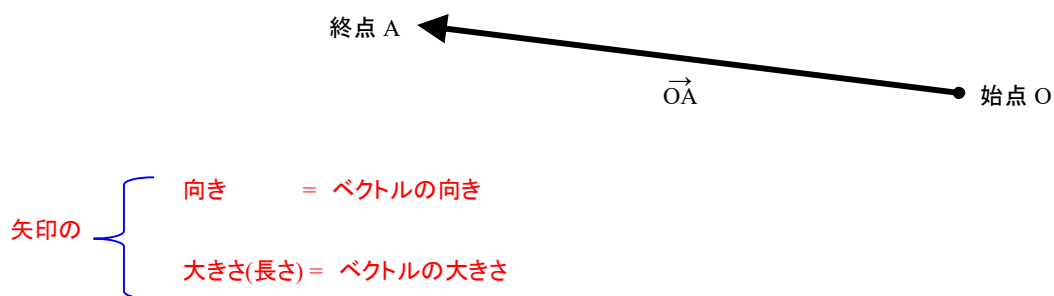 終点 A
→
OA
始点 O
向き = ベクトルの向き
矢印の
大きさ(長さ) = ベクトルの大きさ